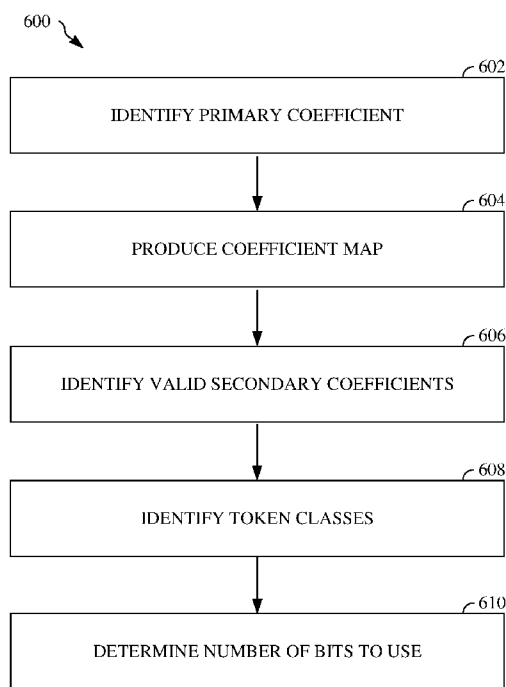 600
602
IDENTIFY PRIMARY COEFFICIENT
604
PRODUCE COEFFICIENT MAP
606
IDENTIFY VALID SECONDARY COEFFICIENTS
608
IDENTIFY TOKEN CLASSES
610
DETERMINE NUMBER OF BITS TO USE